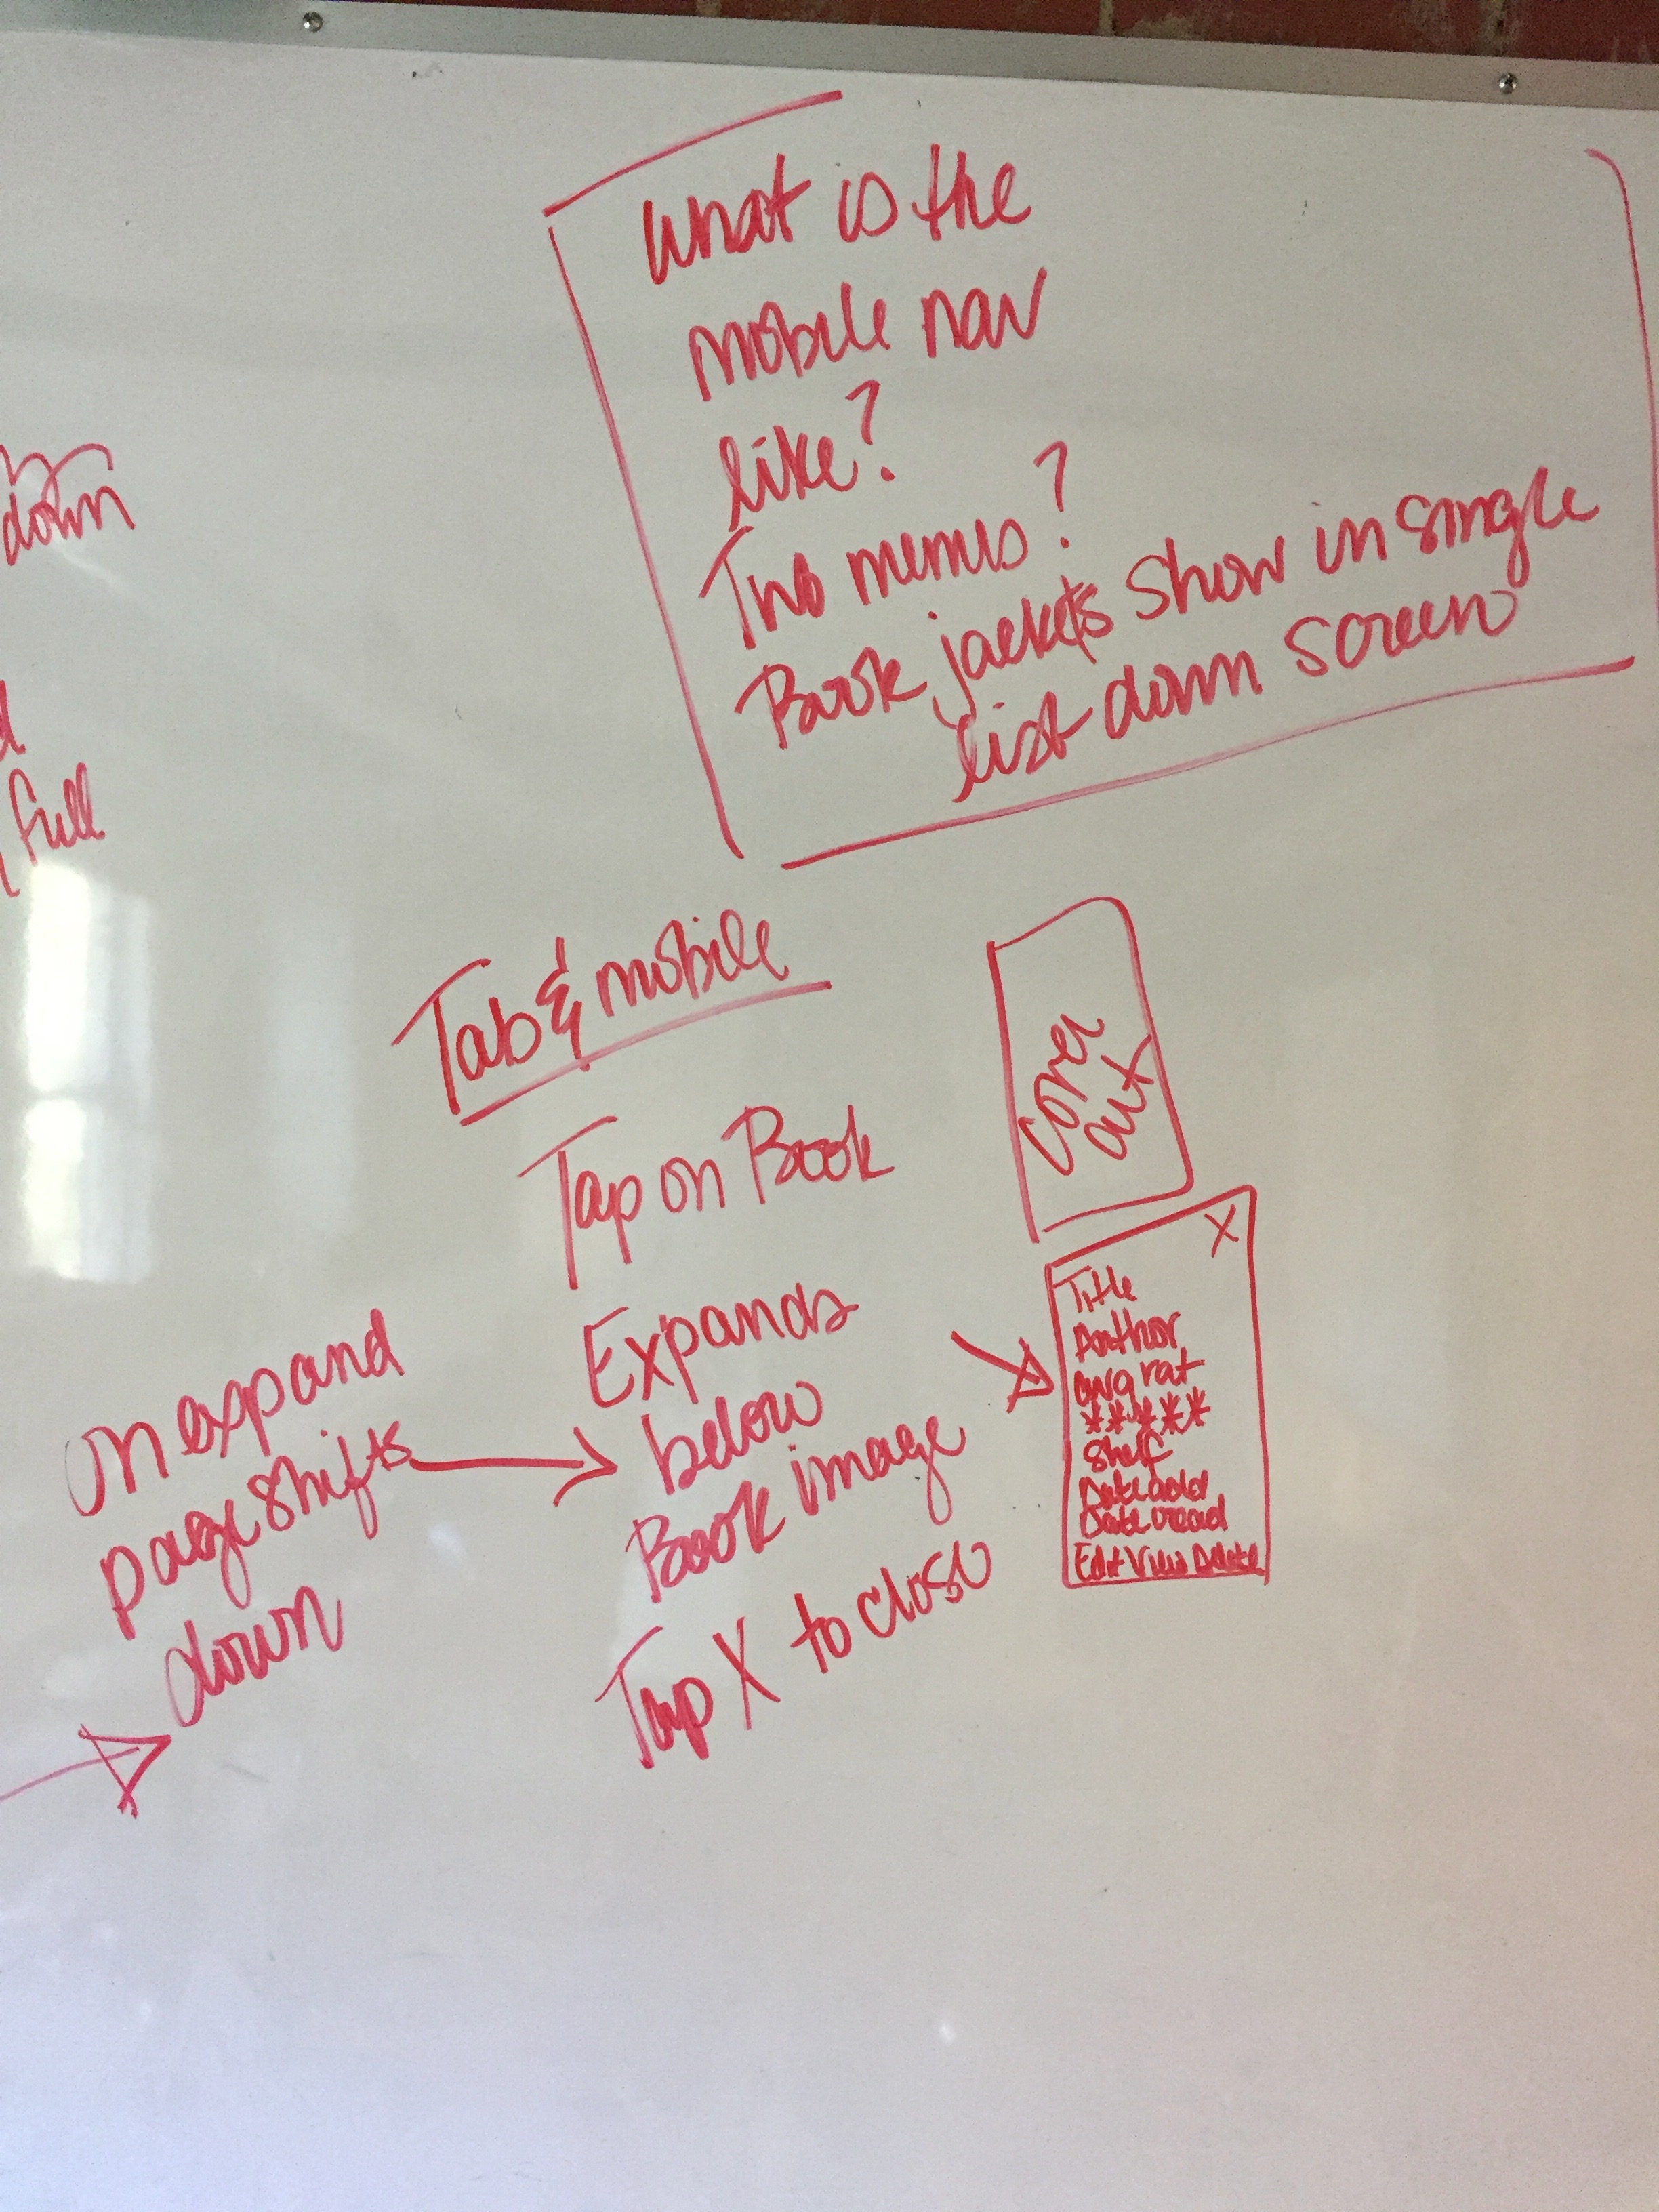 What is the
mobile nav
like?
Two menus?
Book jackets show in single
list down screen
down
full
Tab & mobile
Tap on Book
Expands
below
Book image
Tap X to close
on expand
page shifts
down
cover
art
X
Title
Author
avg rat
*****
Shelf
Date add
Date read
Edit View Delete